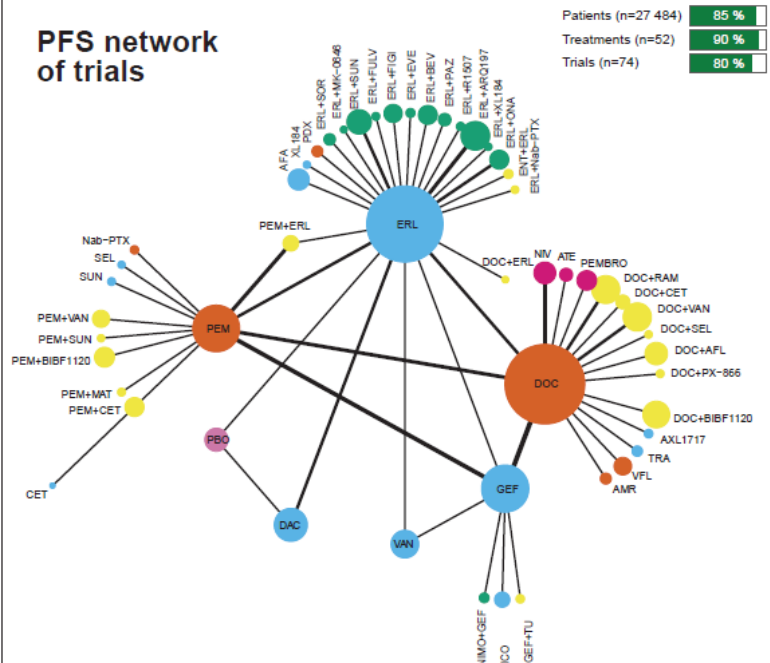 PFS network
of trials
Patients (n=27 484) 85 %
Treatments (n=52) 90 %
Trials (n=74) 80 %
AFA
XL184
PDX
ERL+SOR
ERL+MK-0646
ERL+SUN
ERL+FULV
ERL+FIGI
ERL+EVE
ERL+BEV
ERL+PAZ
ERL+R1507
ERL+ARQ197
ERL+XL184
ERL+ONA
ENT+ERL
ERL+Nab-PTX
ERL
PEM+ERL
DOC+ERL
NIV
ATE
PEMBRO
DOC+RAM
DOC+CET
DOC+VAN
DOC+SEL
DOC+AFL
DOC+PX-866
DOC+BIBF1120
AXL1717
TRA
VFL
AMR
DOC
Nab-PTX
SEL
SUN
PEM+VAN
PEM+SUN
PEM+BIBF1120
PEM+MAT
PEM+CET
PEM
CET
PBO
DAC
VAN
GEF
NIMO+GEF
ICO
GEF+TU